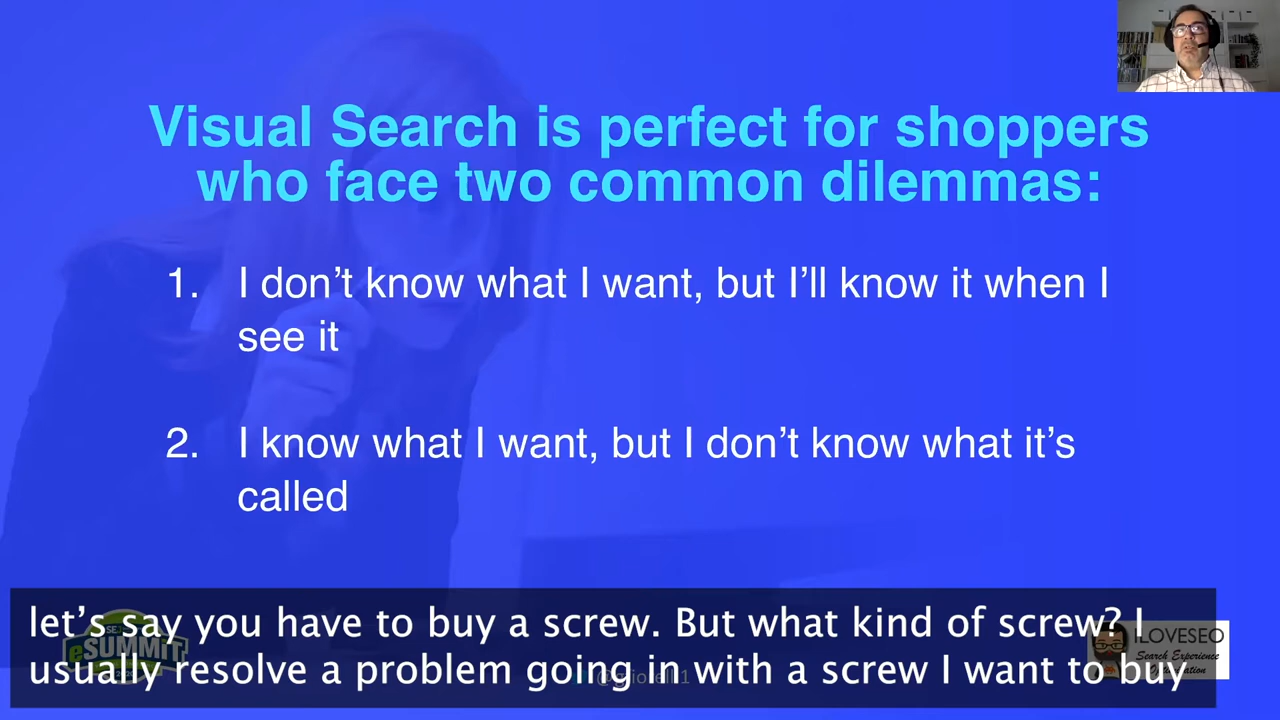 Visual Search is perfect for shoppers
who face two common dilemmas:
1. I don’t know what I want, but I’ll know it when I
see it
2. I know what I want, but I don’t know what it’s
called
let’s say you have to buy a screw. But what kind of screw? I
usually resolve a problem going in with a screw I want to buy
eSUMMiT
ILOVESEO
Search Experience